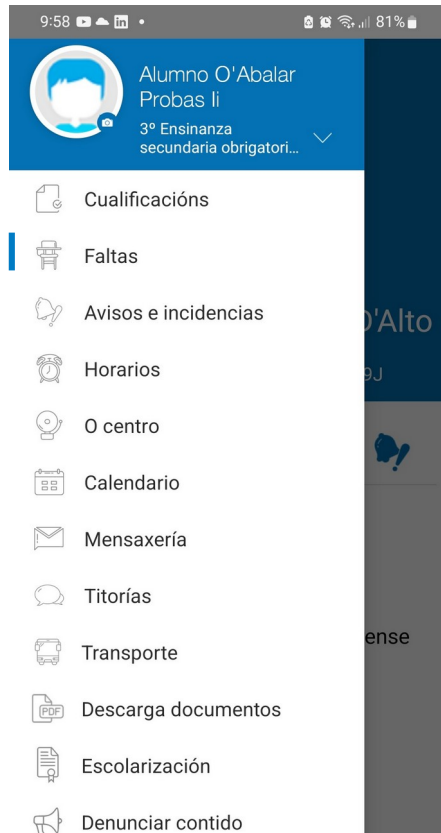 9:58
81%
Alumno O'Abalar
Probas Ii
3º Ensinanza
secundaria obrigatori...
Cualificacións
Faltas
Avisos e incidencias
O'Alto
Horarios
9J
O centro
Calendario
Mensaxería
Titorías
ense
Transporte
PDF
Descarga documentos
Escolarización
Denunciar contido